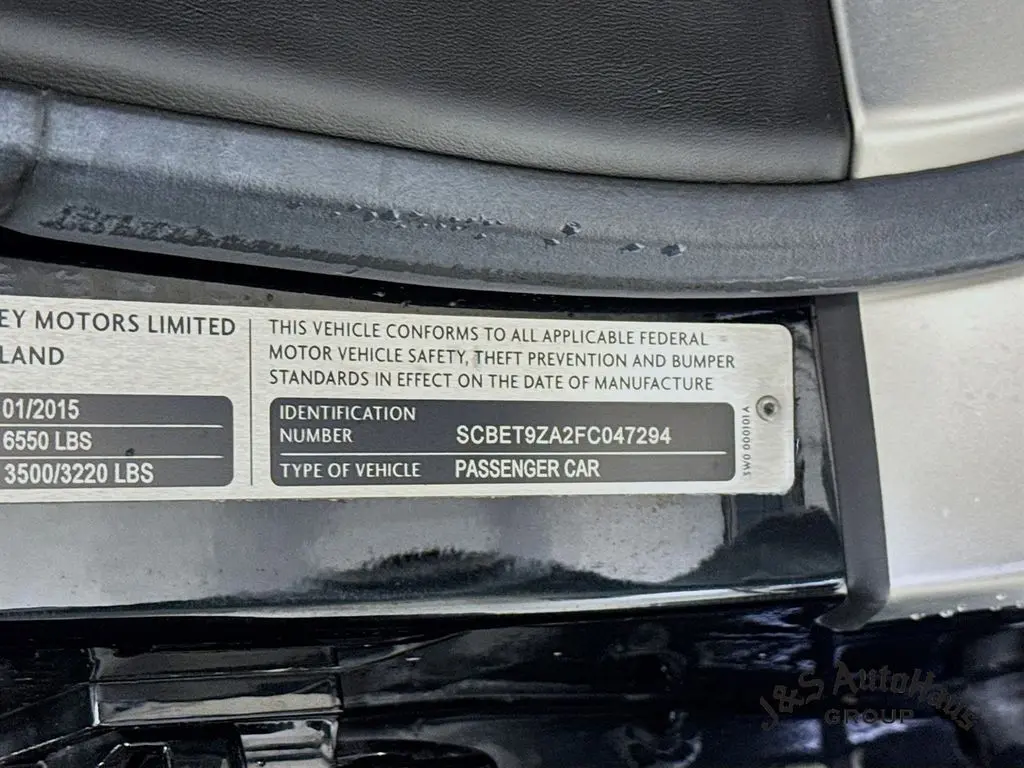 EY MOTORS LIMITED
LAND
01/2015
6550 LBS
3500/3220 LBS
THIS VEHICLE CONFORMS TO ALL APPLICABLE FEDERAL
MOTOR VEHICLE SAFETY, THEFT PREVENTION AND BUMPER
STANDARDS IN EFFECT ON THE DATE OF MANUFACTURE
IDENTIFICATION
NUMBER SCBET9ZA2FC047294
TYPE OF VEHICLE PASSENGER CAR
3W0 000101A
J&S AutoHaus
GROUP